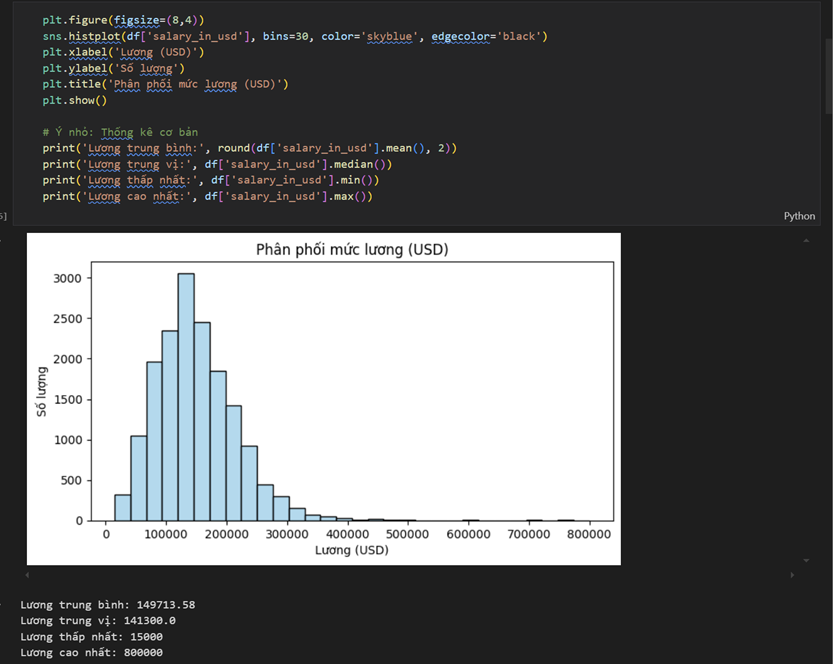 plt.figure(figsize=(8,4))
sns.histplot(df['salary_in_usd'], bins=30, color='skyblue', edgecolor='black')
plt.xlabel('Lương (USD)')
plt.ylabel('Số lượng')
plt.title('Phân phối mức lương (USD)')
plt.show()
# Ý nhỏ: Thống kê cơ bản
print('Lương trung bình:', round(df['salary_in_usd'].mean(), 2))
print('Lương trung vị:', df['salary_in_usd'].median())
print('Lương thấp nhất:', df['salary_in_usd'].min())
print('Lương cao nhất:', df['salary_in_usd'].max())
Python
Phân phối mức lương (USD)
3000
2500
2000
1500
1000
500
0
Số lượng
0 100000 200000 300000 400000 500000 600000 700000 800000
Lương (USD)
Lương trung bình: 149713.58
Lương trung vị: 141300.0
Lương thấp nhất: 15000
Lương cao nhất: 800000